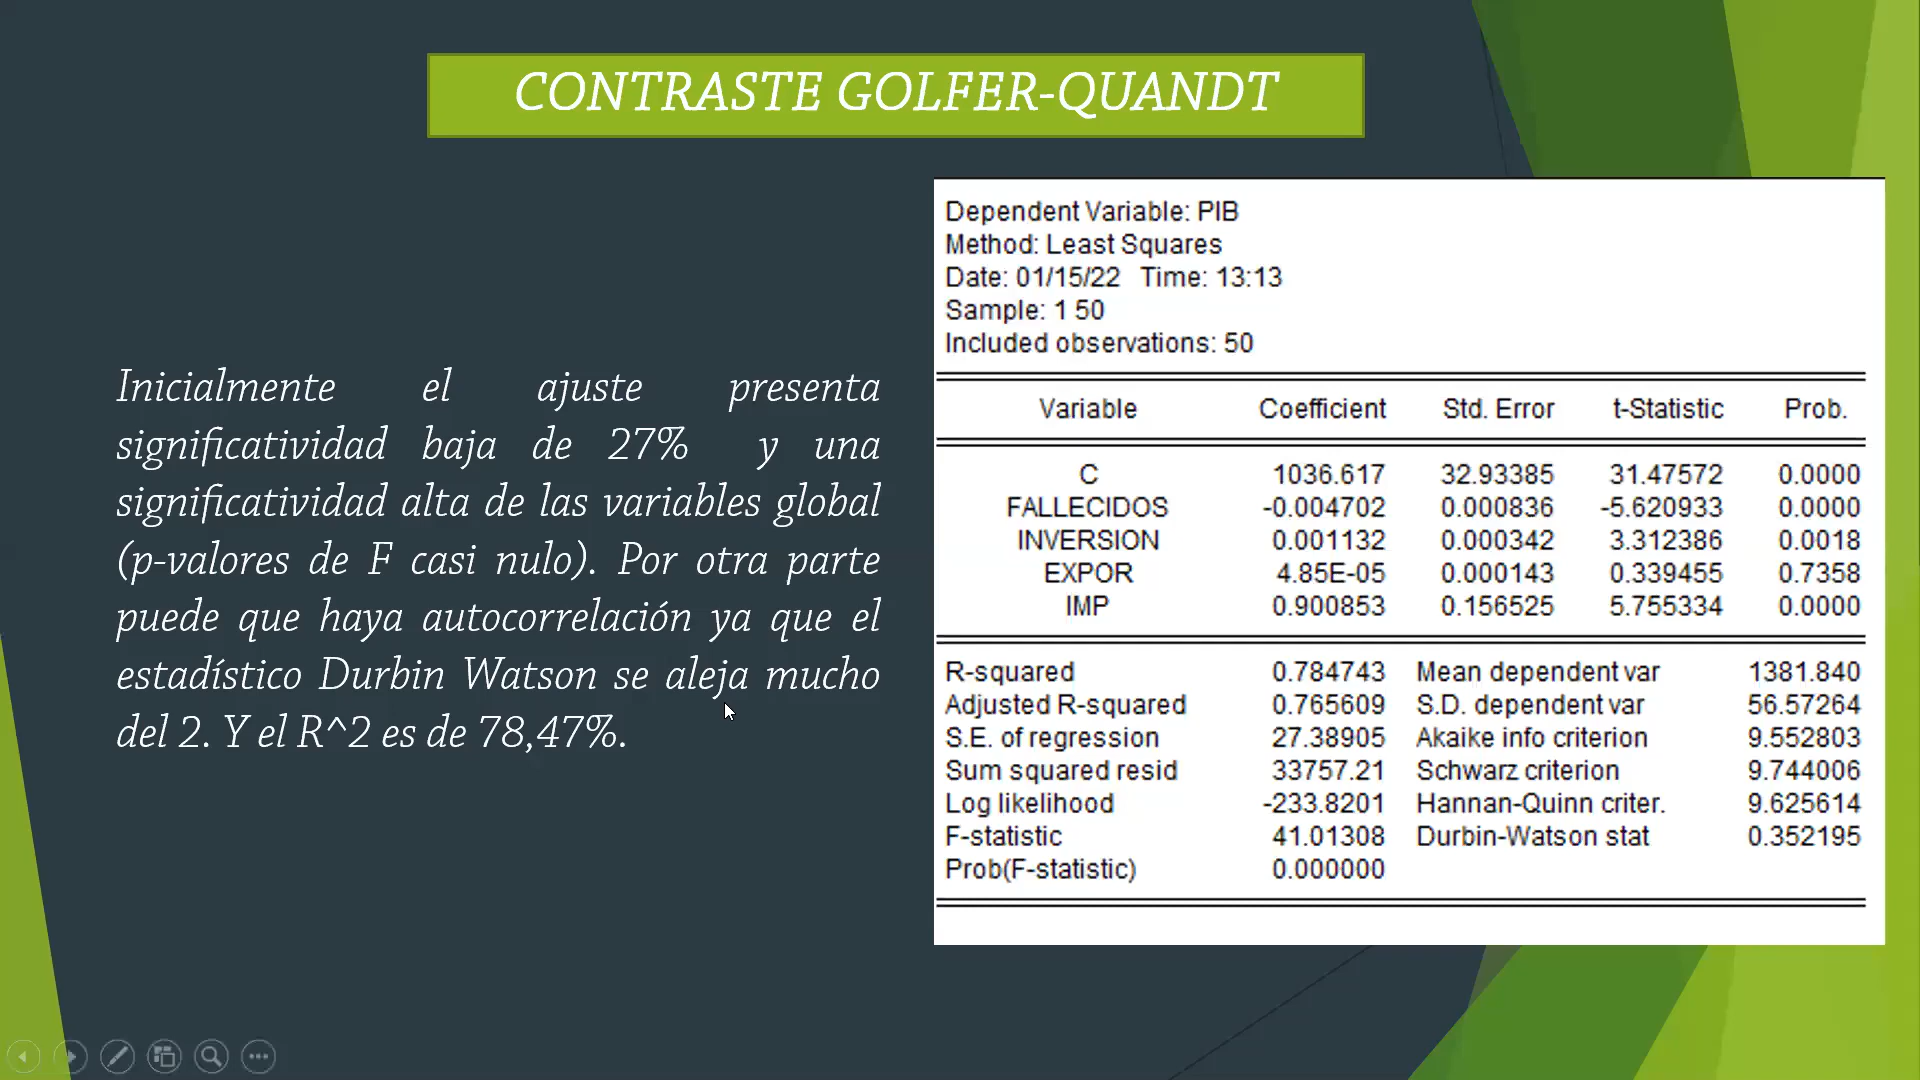 CONTRASTE GOLFER-QUANDT
Inicialmente el ajuste presenta
significatividad baja de 27% y una
significatividad alta de las variables global
(p-valores de F casi nulo). Por otra parte
puede que haya autocorrelación ya que el
estadístico Durbin Watson se aleja mucho
del 2. Y el R^2 es de 78,47%.
Dependent Variable: PIB
Method: Least Squares
Date: 01/15/22 Time: 13:13
Sample: 1 50
Included observations: 50
Variable Coefficient Std. Error t-Statistic Prob.
C 1036.617 32.93385 31.47572 0.0000
FALLECIDOS -0.004702 0.000836 -5.620933 0.0000
INVERSION 0.001132 0.000342 3.312386 0.0018
EXPOR 4.85E-05 0.000143 0.339455 0.7358
IMP 0.900853 0.156525 5.755334 0.0000
R-squared 0.784743 Mean dependent var 1381.840
Adjusted R-squared 0.765609 S.D. dependent var 56.57264
S.E. of regression 27.38905 Akaike info criterion 9.552803
Sum squared resid 33757.21 Schwarz criterion 9.744006
Log likelihood -233.8201 Hannan-Quinn criter. 9.625614
F-statistic 41.01308 Durbin-Watson stat 0.352195
Prob(F-statistic) 0.000000